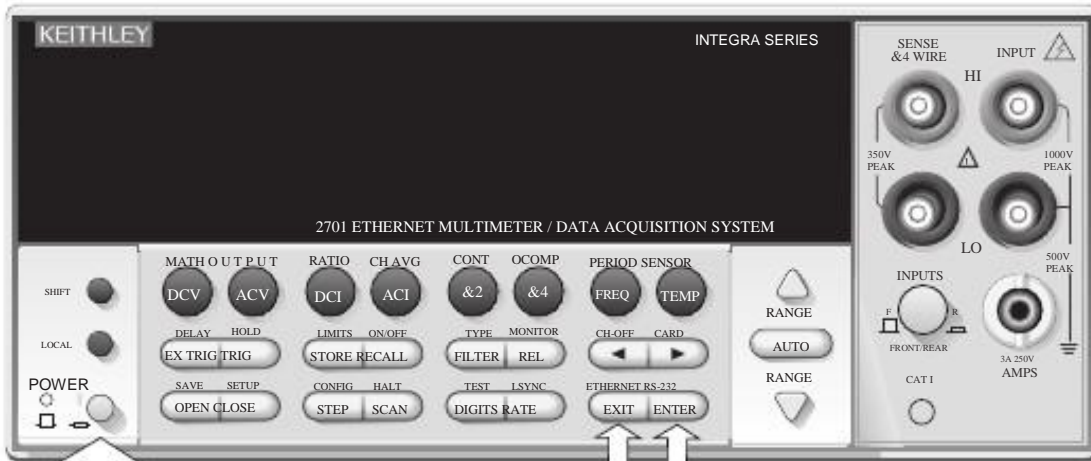 KEITHLEY
INTEGRA SERIES
2701 ETHERNET MULTIMETER / DATA ACQUISITION SYSTEM
SHIFT
LOCAL
POWER
MATH OUTPUT RATIO CH AVG CONT OCOMP PERIOD SENSOR
DCV ACV DCI ACI &2 &4 FREQ TEMP
DELAY HOLD LIMITS ON/OFF TYPE MONITOR CH-OFF CARD
EX TRIG TRIG STORE RECALL FILTER REL
SAVE SETUP CONFIG HALT TEST LSYNC ETHERNET RS-232
OPEN CLOSE STEP SCAN DIGITS RATE EXIT ENTER
RANGE
AUTO
RANGE
SENSE
&4 WIRE
INPUT
HI
350V
PEAK
1000V
PEAK
LO
500V
PEAK
INPUTS
F R
FRONT/REAR
3A 250V
AMPS
CAT I